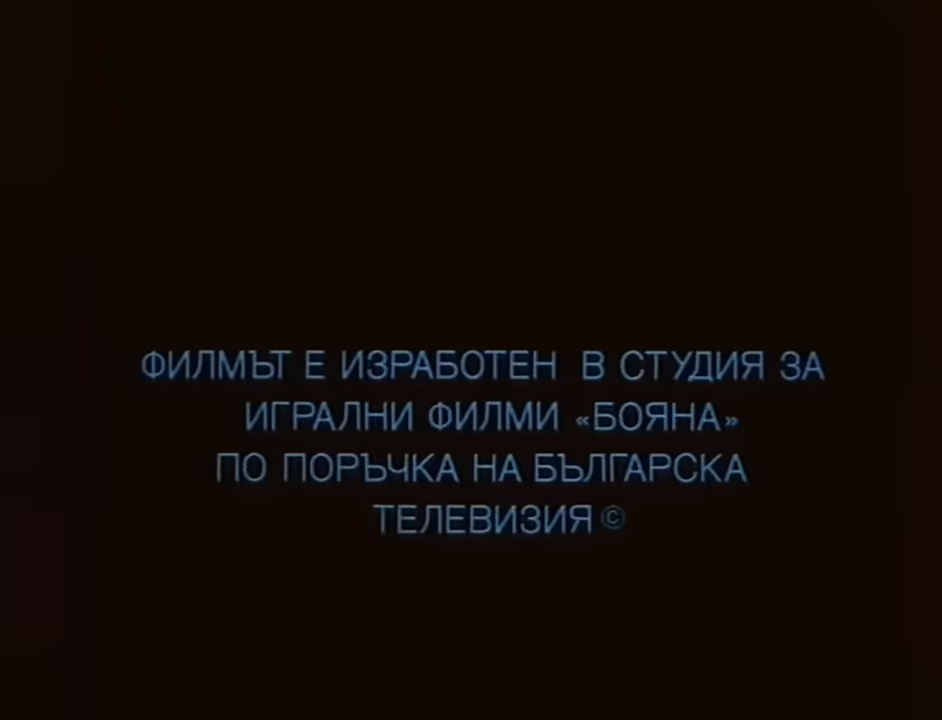 ФИЛМЪТ Е ИЗРАБОТЕН В СТУДИЯ ЗА
ИГРАЛНИ ФИЛМИ «БОЯНА»
ПО ПОРЪЧКА НА БЪЛГАРСКА
ТЕЛЕВИЗИЯ ©